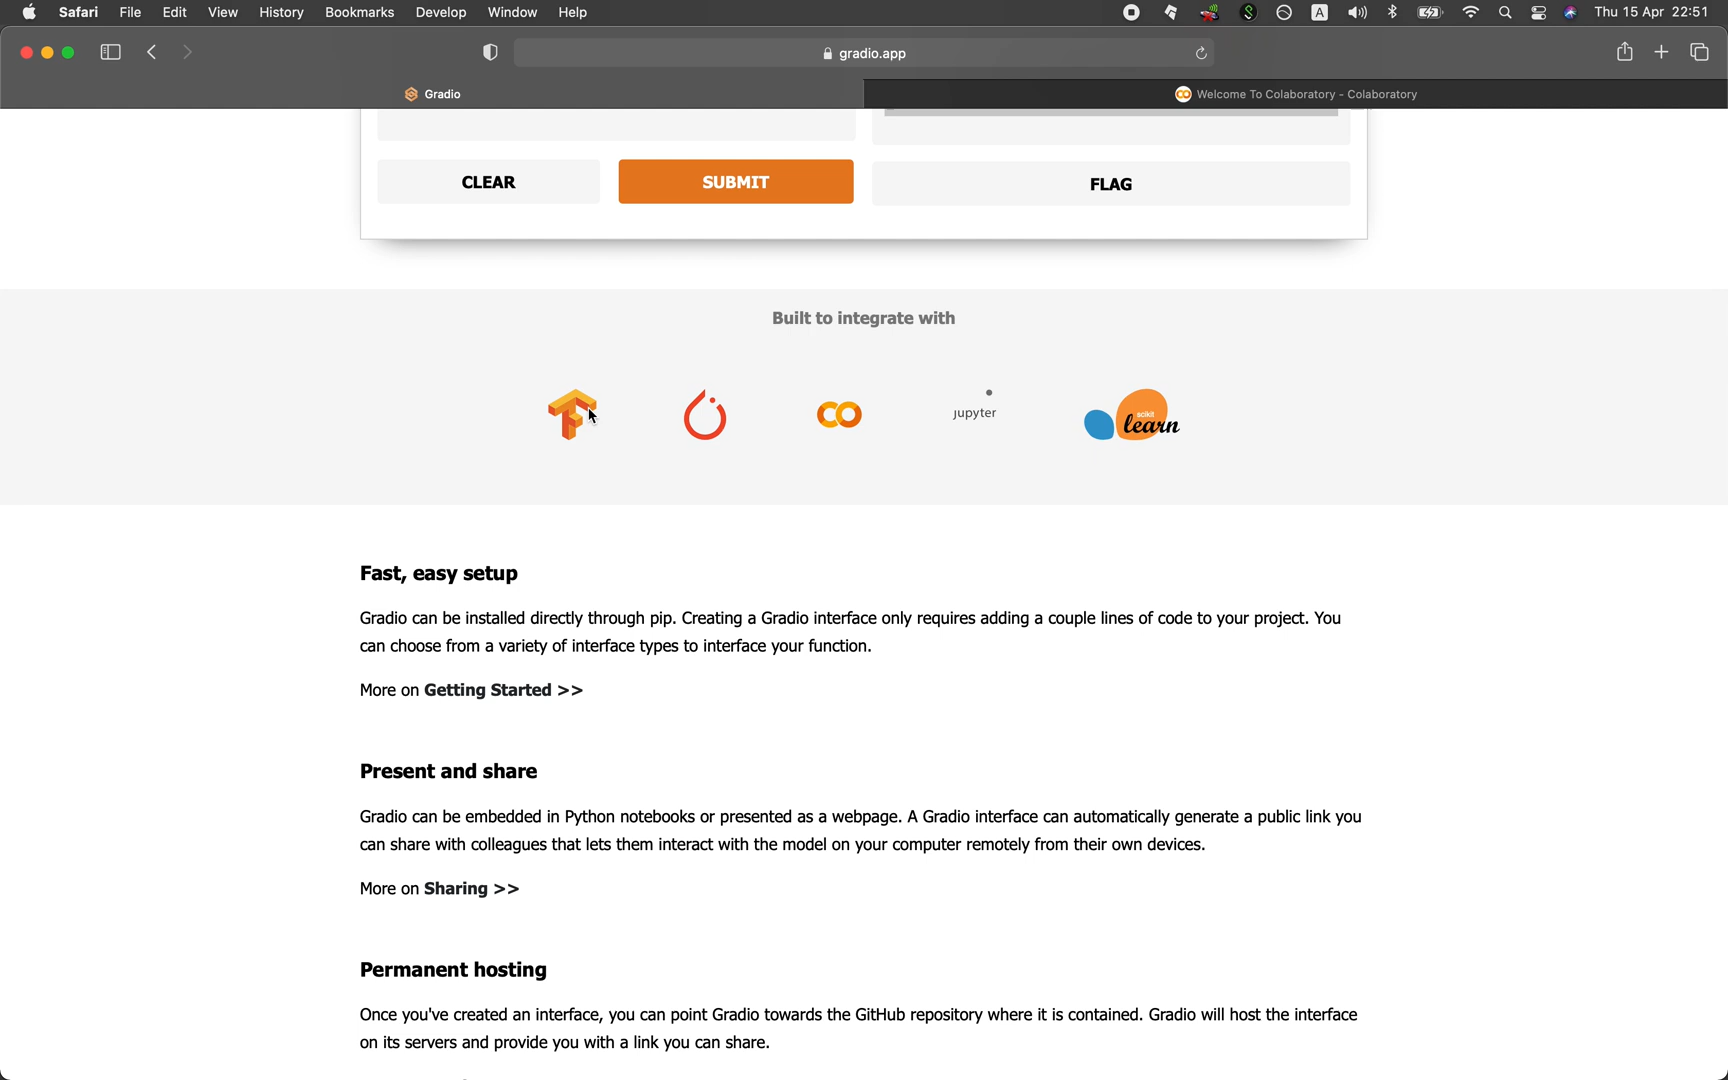 Safari File Edit View History Bookmarks Develop Window Help
A Thu 15 Apr 22:51
gradio.app
Gradio
Welcome To Colaboratory - Colaboratory
CLEAR
SUBMIT
FLAG
Built to integrate with
jupyter
scikit
learn
Fast, easy setup
Gradio can be installed directly through pip. Creating a Gradio interface only requires adding a couple lines of code to your project. You
can choose from a variety of interface types to interface your function.
More on Getting Started >>
Present and share
Gradio can be embedded in Python notebooks or presented as a webpage. A Gradio interface can automatically generate a public link you
can share with colleagues that lets them interact with the model on your computer remotely from their own devices.
More on Sharing >>
Permanent hosting
Once you've created an interface, you can point Gradio towards the GitHub repository where it is contained. Gradio will host the interface
on its servers and provide you with a link you can share.